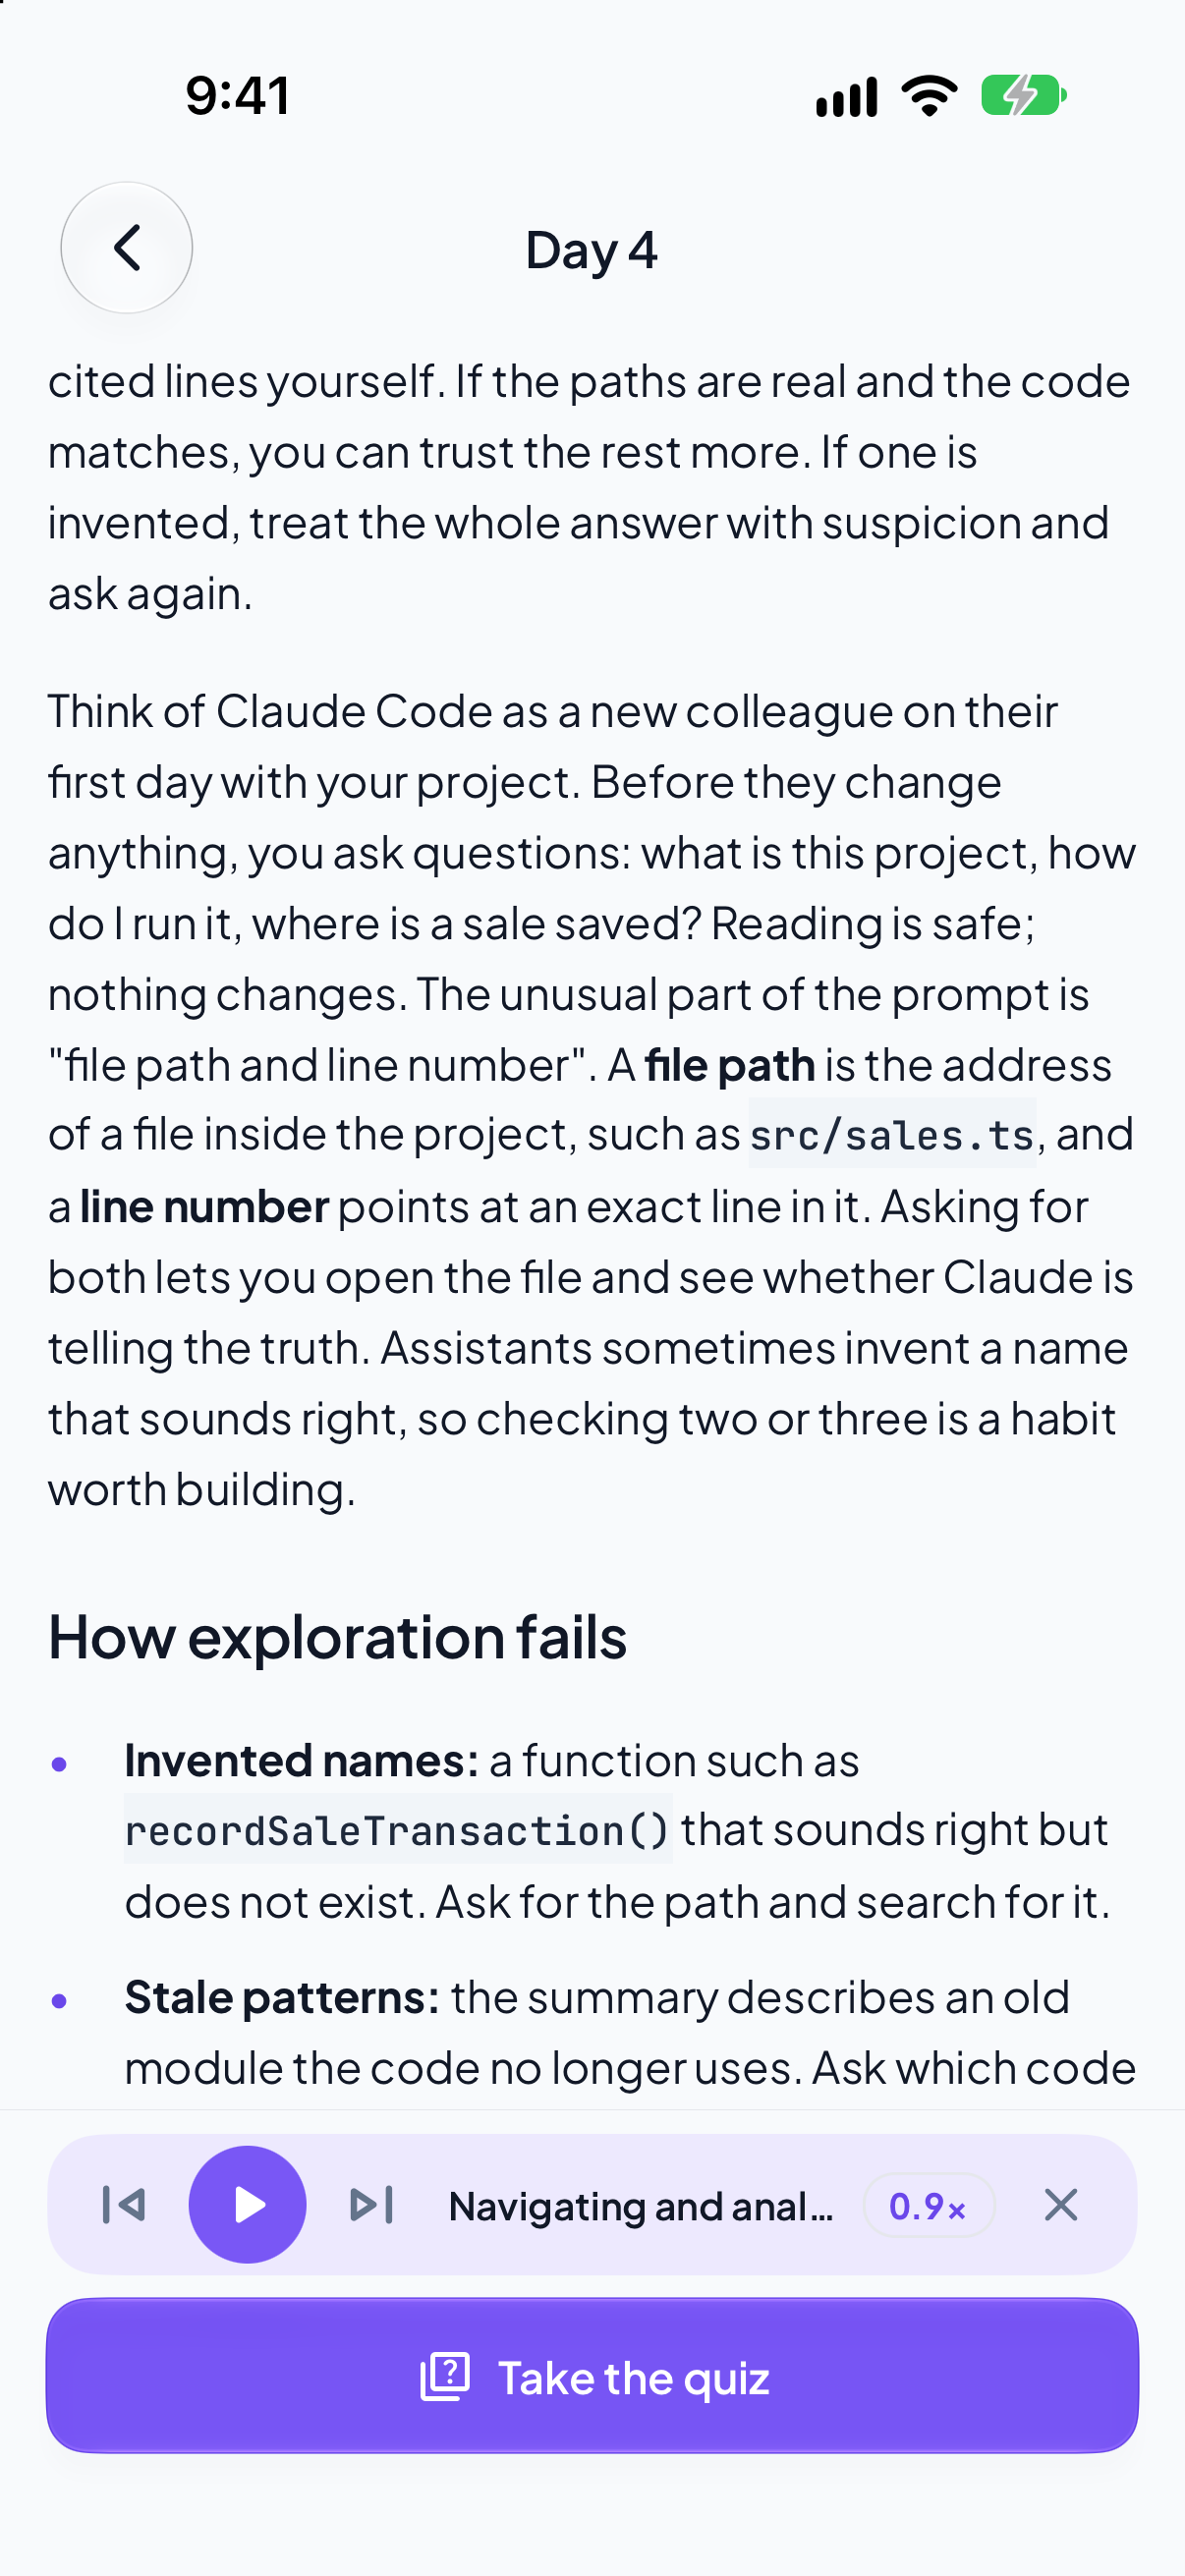 9:41
Day 4
cited lines yourself. If the paths are real and the code
matches, you can trust the rest more. If one is
invented, treat the whole answer with suspicion and
ask again.
Think of Claude Code as a new colleague on their
first day with your project. Before they change
anything, you ask questions: what is this project, how
do I run it, where is a sale saved? Reading is safe;
nothing changes. The unusual part of the prompt is
"file path and line number". A file path is the address
of a file inside the project, such as src/sales.ts, and
a line number points at an exact line in it. Asking for
both lets you open the file and see whether Claude is
telling the truth. Assistants sometimes invent a name
that sounds right, so checking two or three is a habit
worth building.
How exploration fails
• Invented names: a function such as
recordSaleTransaction() that sounds right but
does not exist. Ask for the path and search for it.
• Stale patterns: the summary describes an old
module the code no longer uses. Ask which code
Navigating and anal... 0.9×
Take the quiz